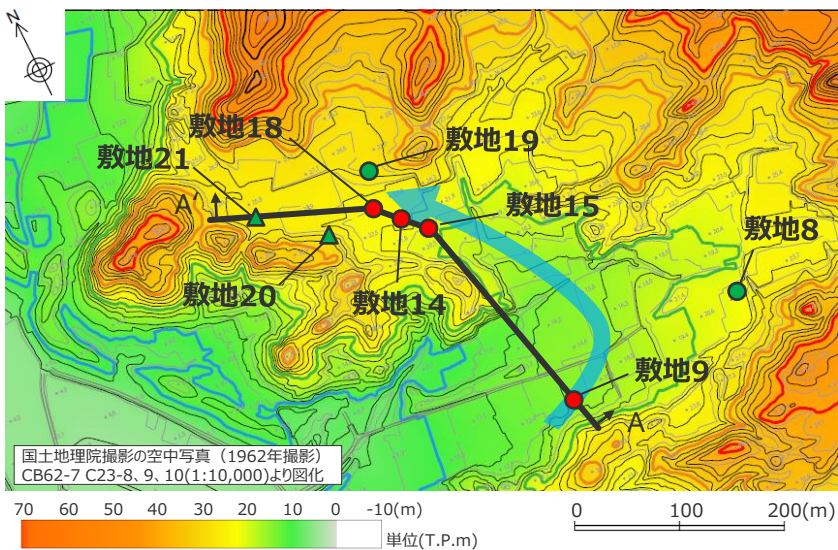 N
敷地18
敷地19
敷地21
A'
敷地15
敷地8
敷地20
敷地14
敷地9
A
国土地理院撮影の空中写真（1962年撮影）
CB62-7 C23-8、9、10(1:10,000)より図化
70 60 50 40 30 20 10 0 -10(m)
単位(T.P.m)
0 100 200(m)